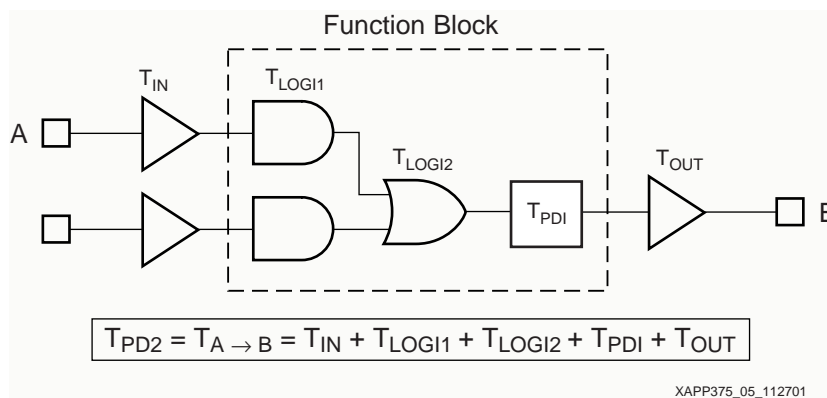 Function Block
T_IN
T_LOGI1
A
T_LOGI2
T_OUT
T_PDI
B
T_PD2 = T_A → B = T_IN + T_LOGI1 + T_LOGI2 + T_PDI + T_OUT
XAPP375_05_112701